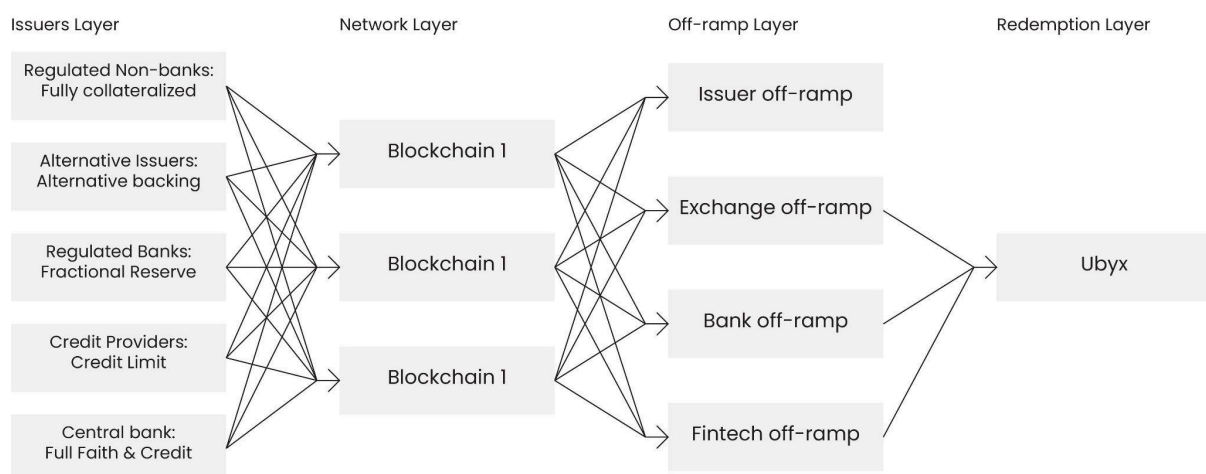 Issuers Layer
Network Layer
Off-ramp Layer
Redemption Layer
Regulated Non-banks:
Fully collateralized
Alternative Issuers:
Alternative backing
Regulated Banks:
Fractional Reserve
Credit Providers:
Credit Limit
Central bank:
Full Faith & Credit
Blockchain 1
Blockchain 1
Blockchain 1
Issuer off-ramp
Exchange off-ramp
Bank off-ramp
Fintech off-ramp
Ubyx